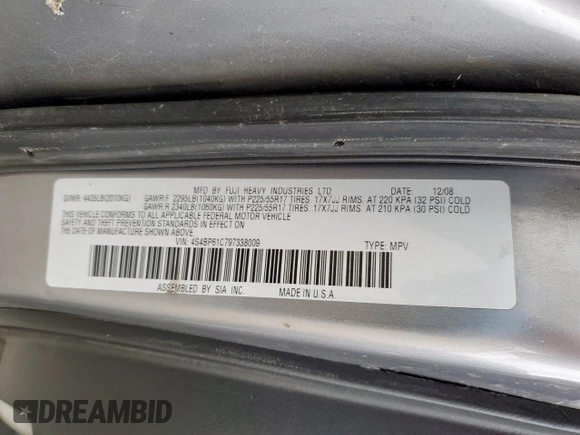 MFD BY FUJI HEAVY INDUSTRIES LTD. DATE: 12/08
GVWR: 4435LB(2010KG) GAWR:F 2295LB(1040KG) WITH P225/55R17 TIRES. 17X7JJ RIMS. AT 220 KPA (32 PSI) COLD
GAWR:R 2340LB(1060KG) WITH P225/55R17 TIRES. 17X7JJ RIMS. AT 210 KPA (30 PSI) COLD
THIS VEHICLE CONFORMS TO ALL APPLICABLE FEDERAL MOTOR VEHICLE
SAFETY AND THEFT PREVENTION STANDARDS IN EFFECT ON
THE DATE OF MANUFACTURE SHOWN ABOVE.
VIN: 4S4BP61C797338009 TYPE: MPV
ASSEMBLED BY SIA INC. MADE IN U.S.A.
DREAMBID